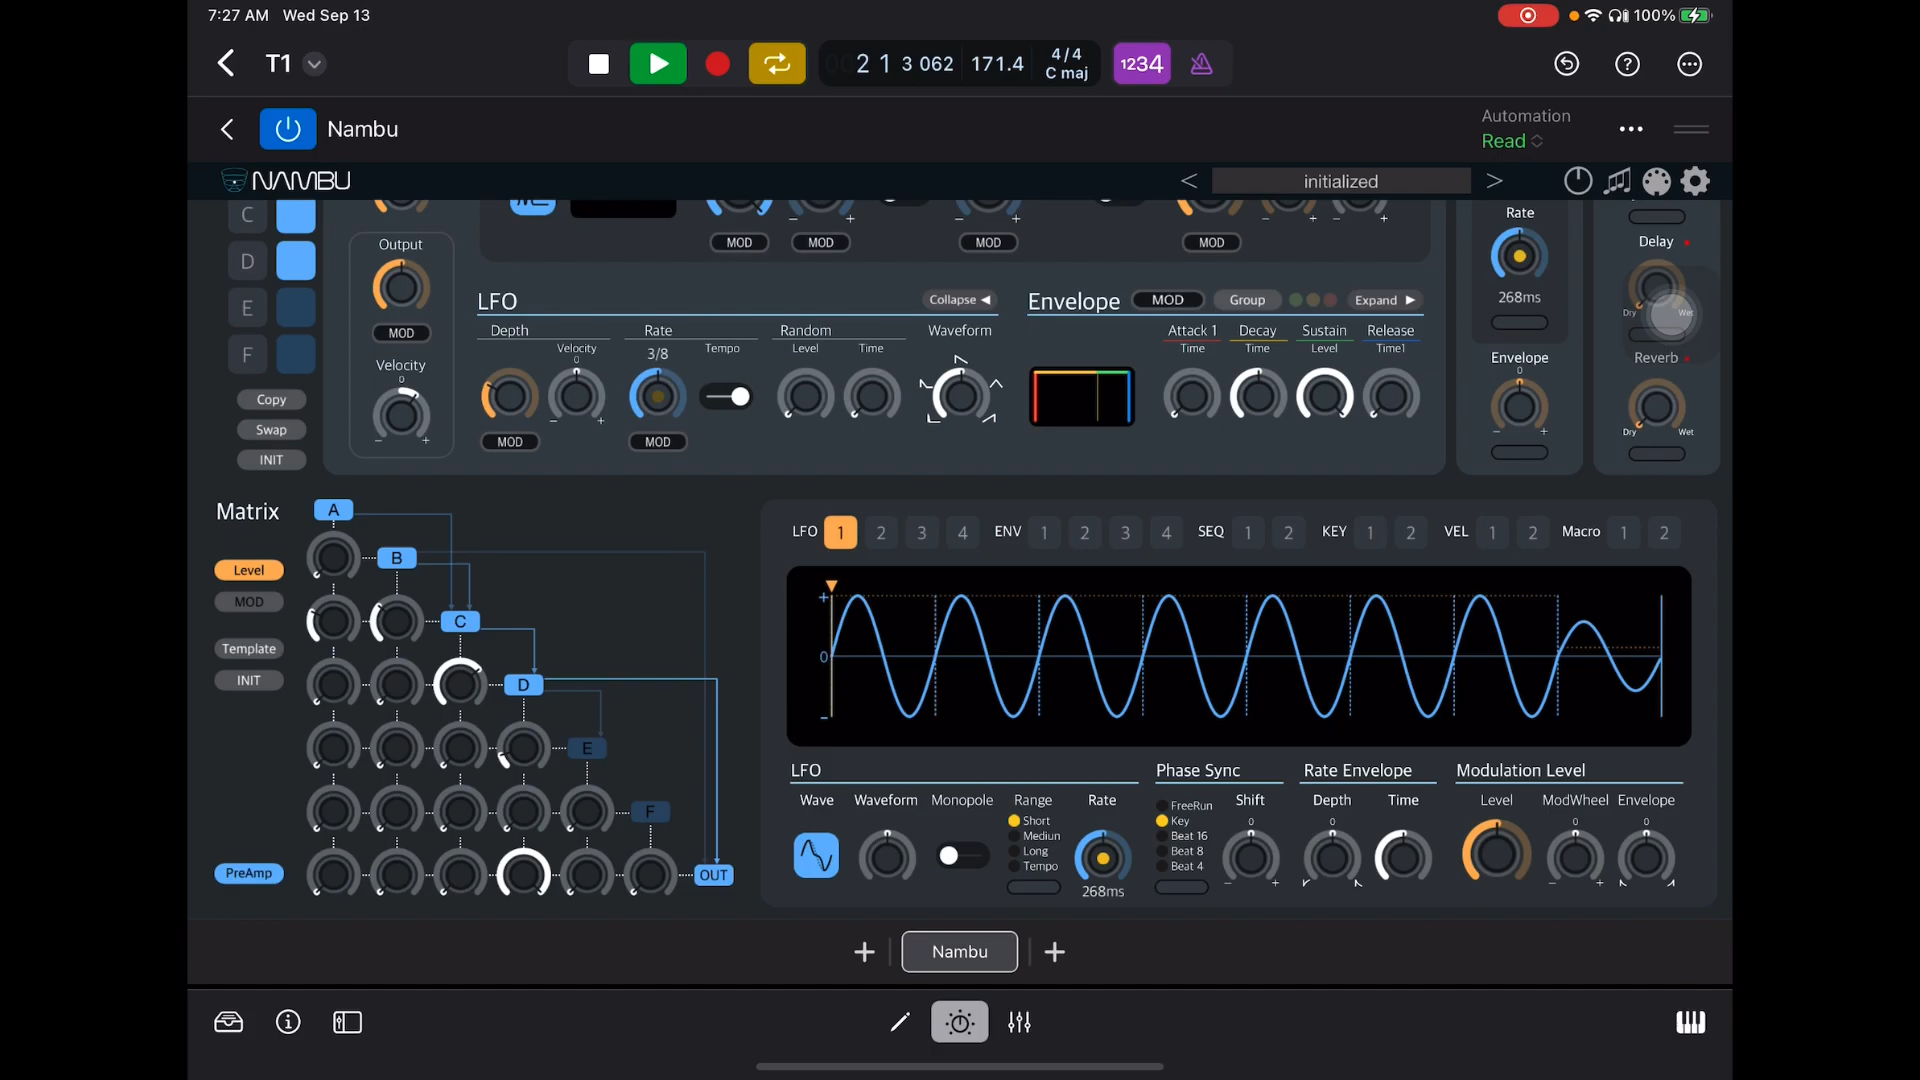 7:27 AM Wed Sep 13
100%
T1
00 2 1 3 062 171.4 4/4 C maj 1234
Nambu
Automation
Read
NAMBU
initialized
C
D
E
F
Copy
Swap
INIT
Output
MOD
Velocity
0
- +
- + - + - + - +
MOD MOD MOD MOD
LFO Collapse
Depth Rate Random Waveform
Velocity Tempo Level Time
0
3/8
- +
MOD MOD
Envelope MOD Group Expand
Attack 1 Decay Sustain Release
Time Time Level Time1
Rate
268ms
Envelope
0
- +
Delay
Dry Wet
Reverb
Dry Wet
Matrix
Level
MOD
Template
INIT
PreAmp
A
B
C
D
E
F
OUT
LFO 1 2 3 4 ENV 1 2 3 4 SEQ 1 2 KEY 1 2 VEL 1 2 Macro 1 2
+
0
-
LFO Phase Sync Rate Envelope Modulation Level
Wave Waveform Monopole Range Rate
Short
Mediun
Long
Tempo
268ms
FreeRun
Key
Beat 16
Beat 8
Beat 4
Shift
0
- +
Depth Time
0
Level ModWheel Envelope
0 0
- +
+ Nambu +